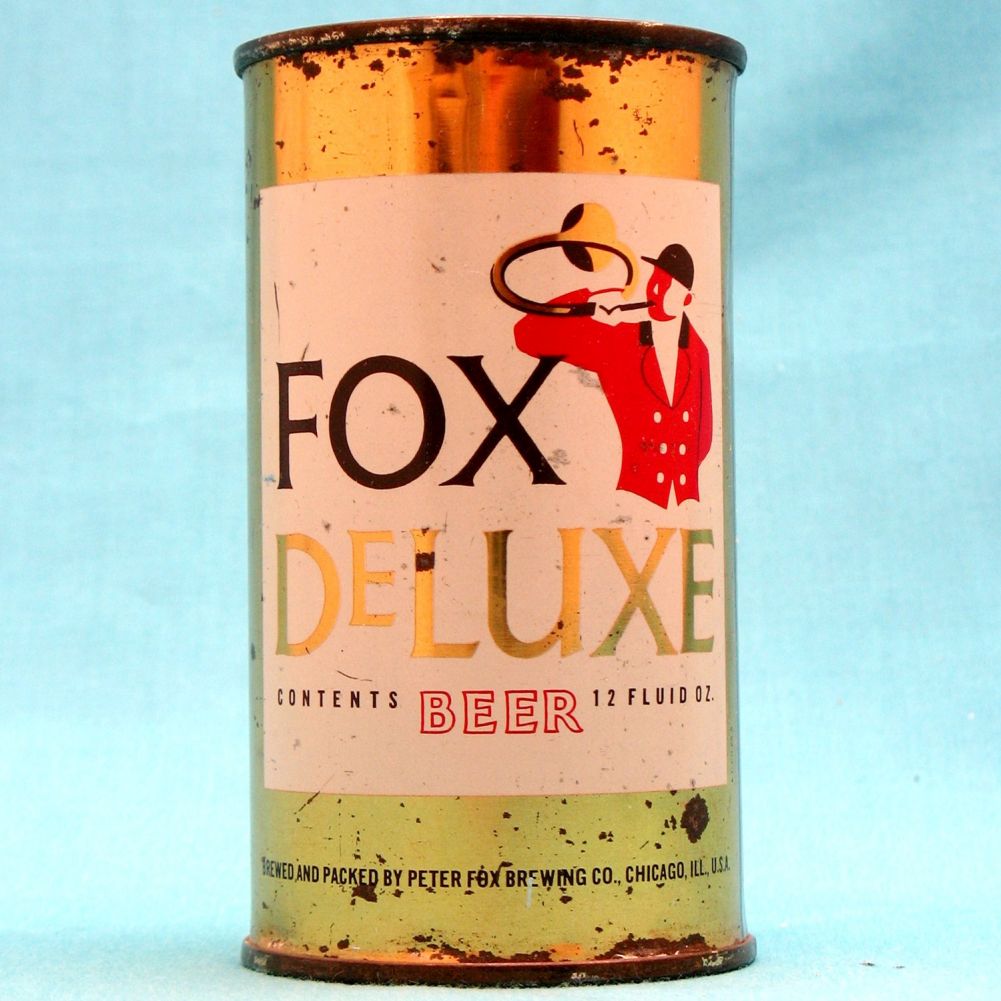 FOX
DELUXE
CONTENTS BEER 12 FLUID OZ.
BREWED AND PACKED BY PETER FOX BREWING CO., CHICAGO, ILL., U.S.A.